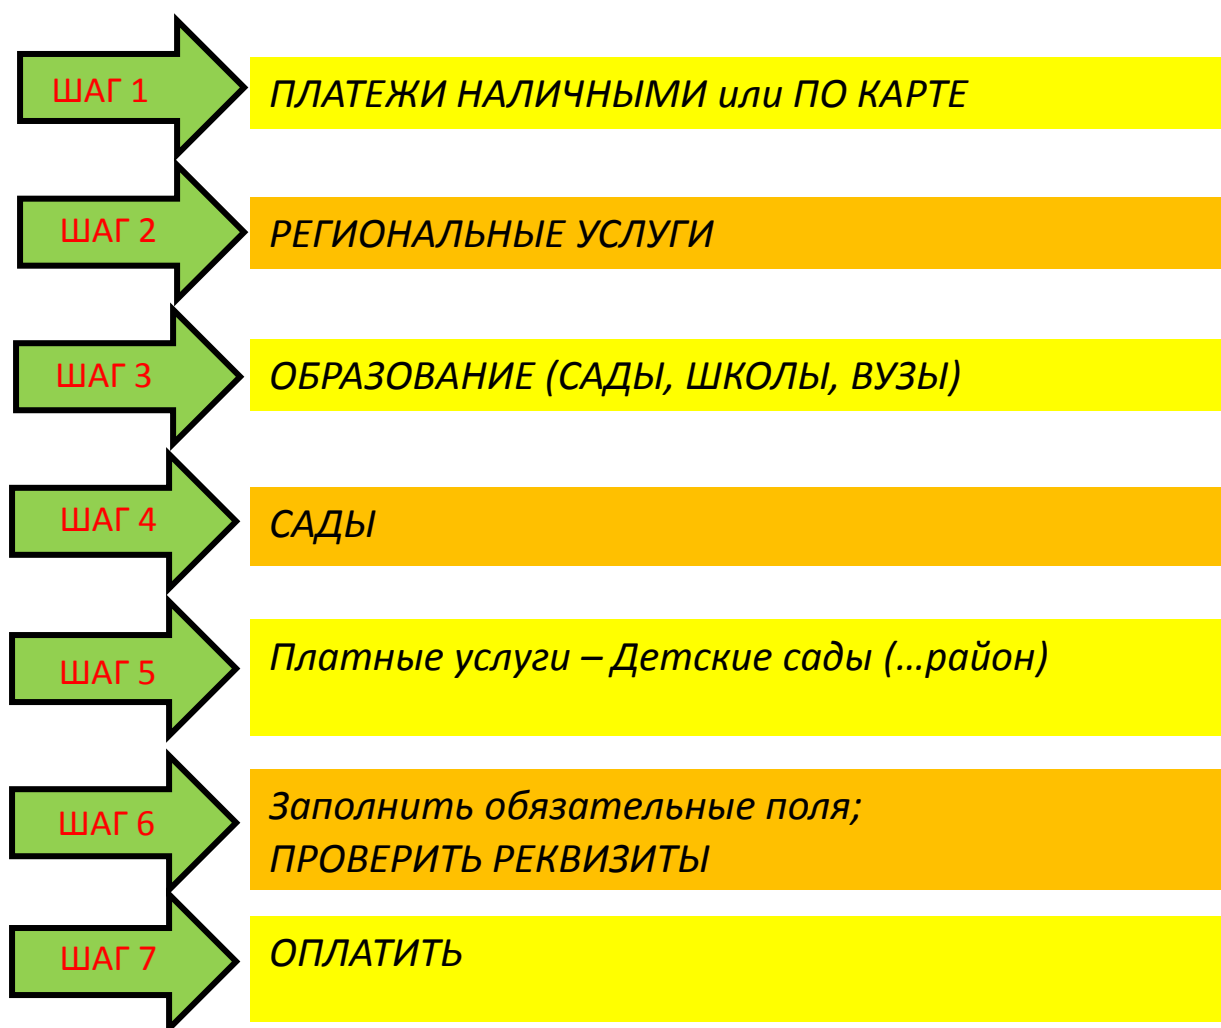 ШАГ 1
ПЛАТЕЖИ НАЛИЧНЫМИ или ПО КАРТЕ
ШАГ 2
РЕГИОНАЛЬНЫЕ УСЛУГИ
ШАГ 3
ОБРАЗОВАНИЕ (САДЫ, ШКОЛЫ, ВУЗЫ)
ШАГ 4
САДЫ
ШАГ 5
Платные услуги – Детские сады (…район)
ШАГ 6
Заполнить обязательные поля;
ПРОВЕРИТЬ РЕКВИЗИТЫ
ШАГ 7
ОПЛАТИТЬ